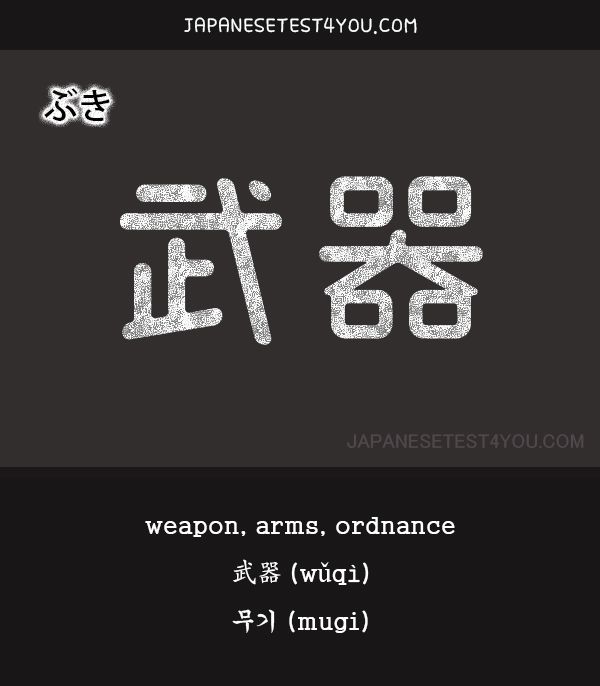 JAPANESETEST4YOU.COM
ぶき
武器
JAPANESETEST4YOU.COM
weapon, arms, ordnance
武器 (wǔqì)
무기 (mugi)